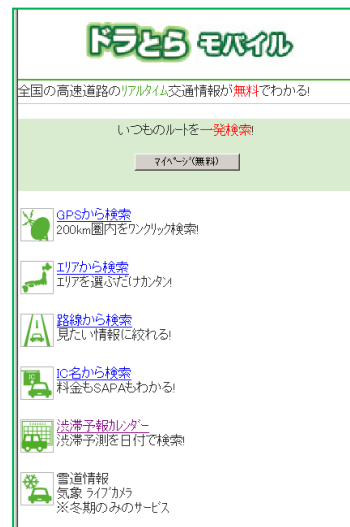 ドラとら モバイル
全国の高速道路のﾘｱﾙﾀｲﾑ交通情報が無料でわかる!
いつものﾙｰﾄを一発検索!
ﾏｲﾍﾟｰｼﾞ(無料)
GPSから検索
200km圏内をﾜﾝｸﾘｯｸ検索!
ｴﾘｱから検索
ｴﾘｱを選ぶだけｶﾝﾀﾝ!
路線から検索
見たい情報に絞れる!
IC
IC名から検索
料金もSAPAもわかる!
渋滞予報ｶﾚﾝﾀﾞｰ
渋滞予測を日付で検索!
雪道情報
気象 ﾗｲﾌﾞｶﾒﾗ
※冬期のみのサービス